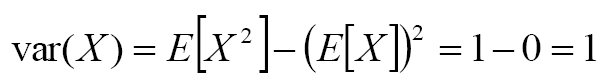 var(X) = E[X²] − (E[X])² = 1 − 0 = 1